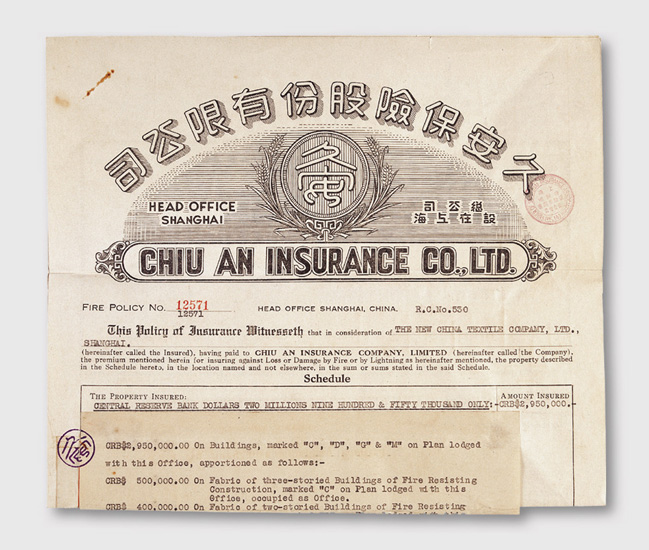 久安保險股份有限公司
久安
HEAD OFFICE
SHANGHAI
總公司
設在上海
CHIU AN INSURANCE CO., LTD.
FIRE POLICY NO. 12571 HEAD OFFICE SHANGHAI, CHINA. R.C.No.530
12571
This Policy of Insurance Witnesseth that in consideration of THE NEW CHINA TEXTILE COMPANY, LTD.,
SHANGHAI.
(hereinafter called the Insured), having paid to CHIU AN INSURANCE COMPANY, LIMITED (hereinafter called the Company),
the premium mentioned herein for insuring against Loss or Damage by Fire or by Lightning as hereinafter mentioned, the property described
in the Schedule hereto, in the location named and not elsewhere, in the sum or sums stated in the said Schedule.
Schedule
THE PROPERTY INSURED: AMOUNT INSURED
CENTRAL RESERVE BANK DOLLARS TWO MILLIONS NINE HUNDRED & FIFTY THOUSAND ONLY:-CRB$2,950,000.-
CRB$2,950,000.00 On Buildings, marked "C", "D", "G" & "M" on Plan lodged
with this Office, apportioned as follows:-
CRB$ 500,000.00 On Fabric of three-storied Buildings of Fire Resisting
Construction, marked "C" on Plan lodged with this
Office, occupied as Office.
CRB$ 400,000.00 On Fabric of two-storied Buildings of Fire Resisting